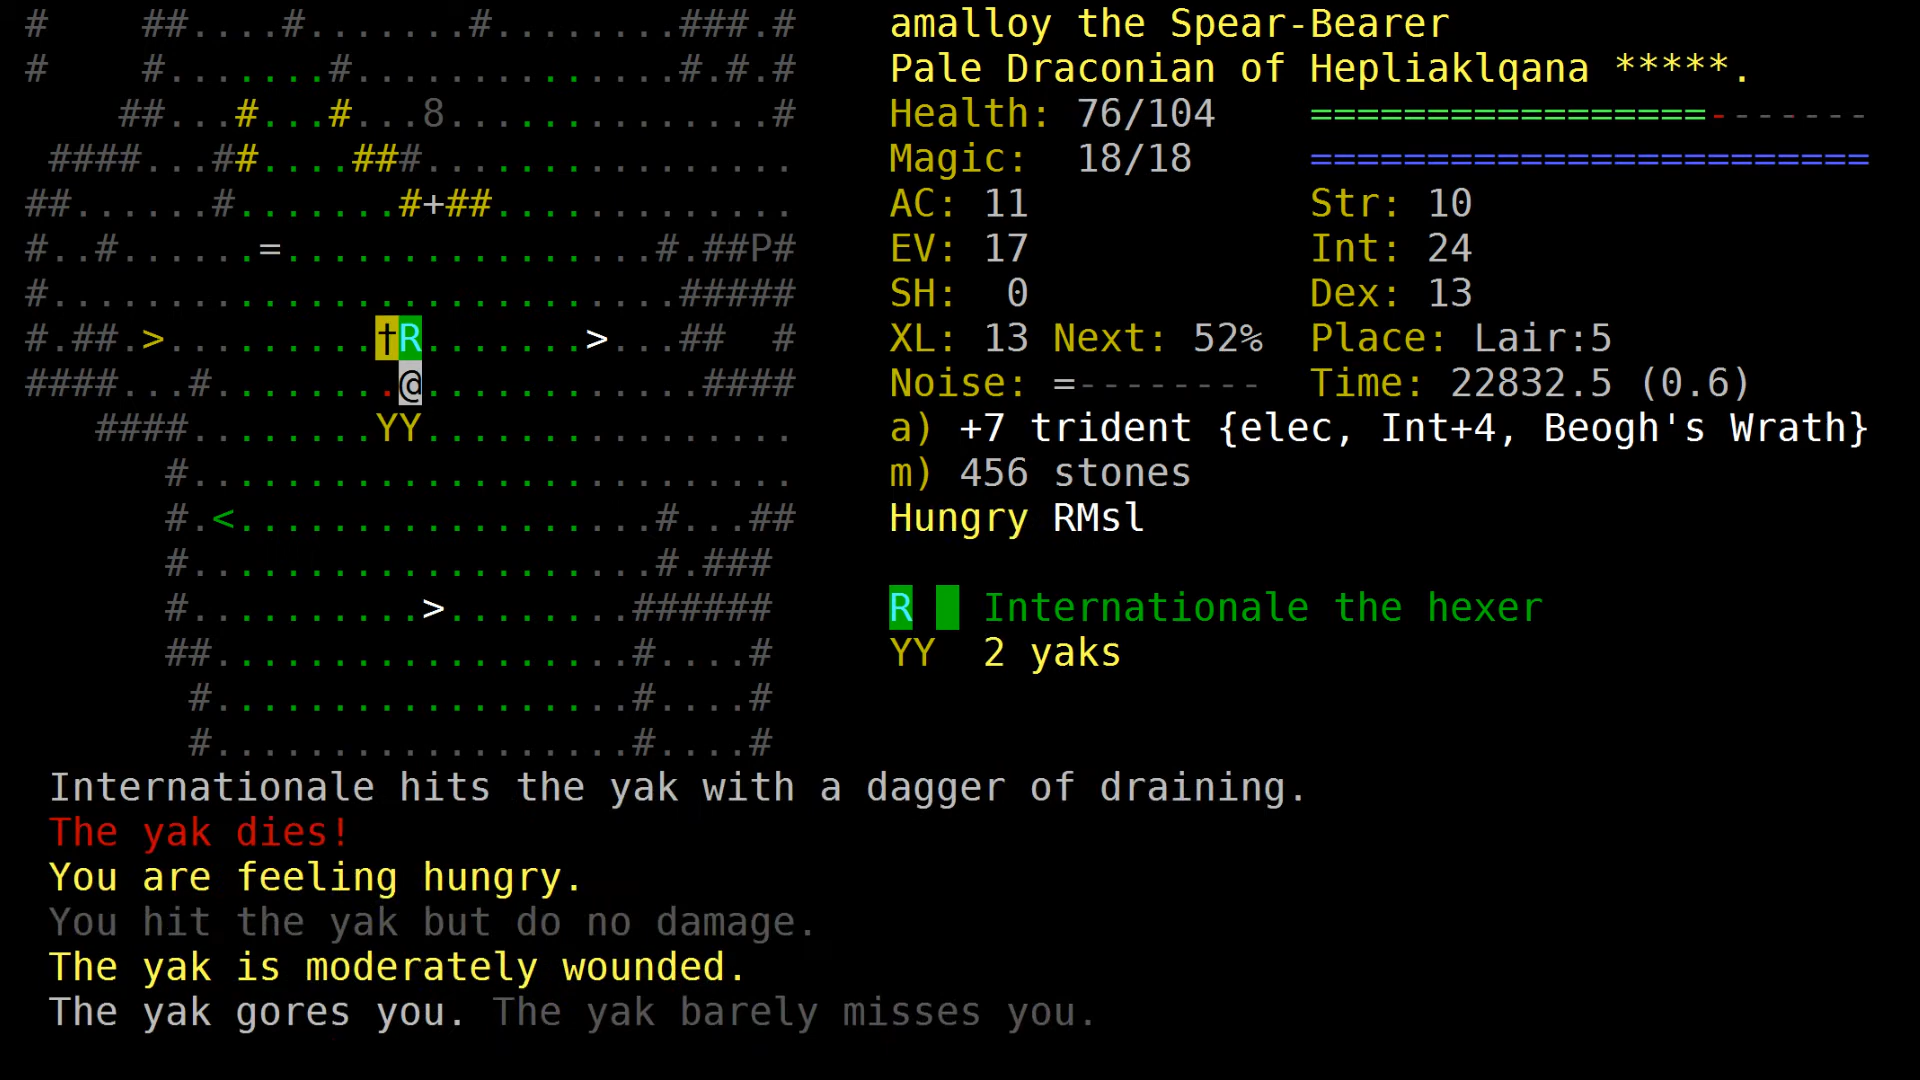 #    ##....#.......#........###.#    amalloy the Spear-Bearer
#    #.......#..............#.#.#    Pale Draconian of Hepliaklqana *****.
##...#...#...8..............#    Health: 76/104    =================-------
####...##....###................    Magic:  18/18    ========================
##......#.......#+##.............    AC: 11    Str: 10
#..#......=................#.##P#    EV: 17    Int: 24
#...........................#####    SH:  0    Dex: 13
#.##.>.........†R.......>...##  #    XL: 13 Next: 52%  Place: Lair:5
####...#.......@............####    Noise: =--------  Time: 22832.5 (0.6)
####........YY................    a) +7 trident {elec, Int+4, Beogh's Wrath}
#..........................    m) 456 stones
#.<..................#...##    Hungry RMsl
#....................#.###
#..........>........######    R   Internationale the hexer
##..................#....#    YY  2 yaks
#..................#....#
#..................#....#
Internationale hits the yak with a dagger of draining.
The yak dies!
You are feeling hungry.
You hit the yak but do no damage.
The yak is moderately wounded.
The yak gores you. The yak barely misses you.